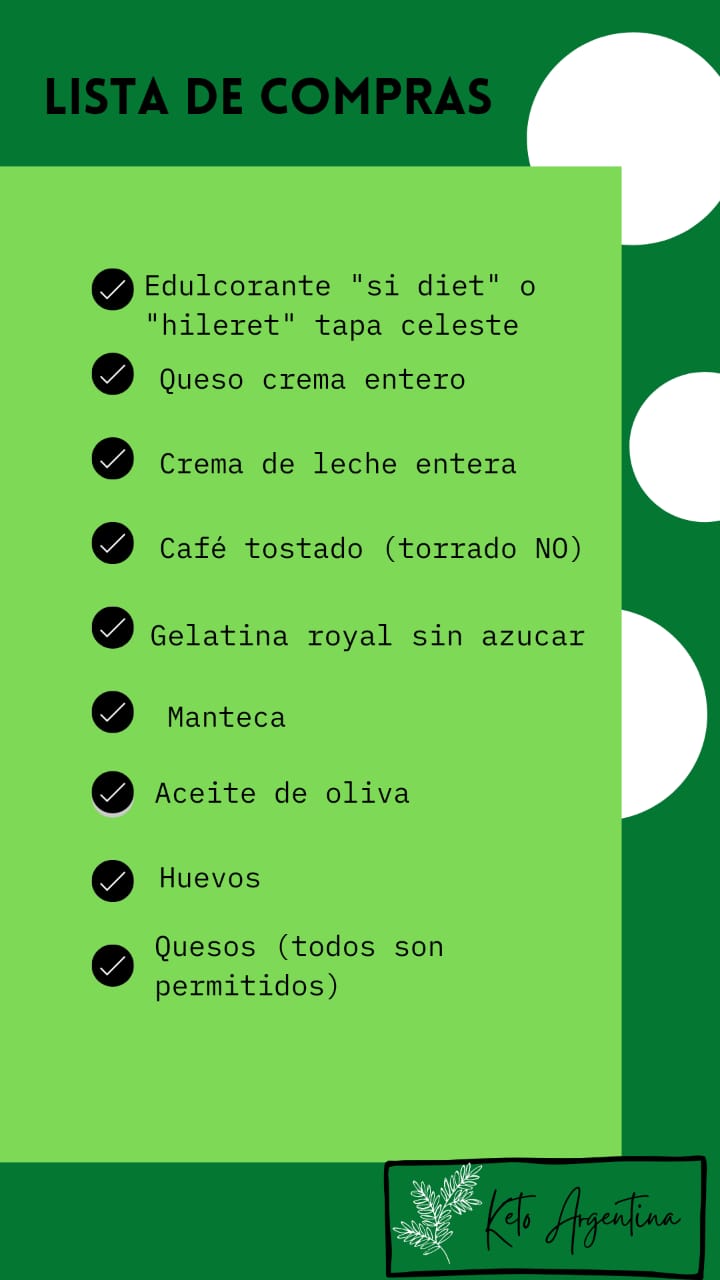 LISTA DE COMPRAS
Edulcorante "si diet" o
"hileret" tapa celeste
Queso crema entero
Crema de leche entera
Café tostado (torrado NO)
Gelatina royal sin azucar
Manteca
Aceite de oliva
Huevos
Quesos (todos son
permitidos)
Keto Argentina